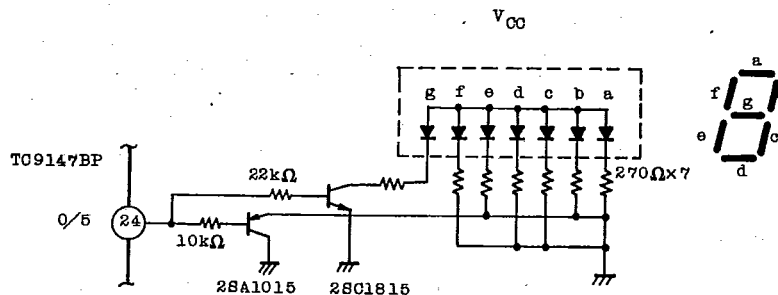 VCC
a
f
g
e
c
d
g f e d c b a
TC9147BP
22kΩ
270Ω×7
0/5
24
10kΩ
2SA1015
2SC1815